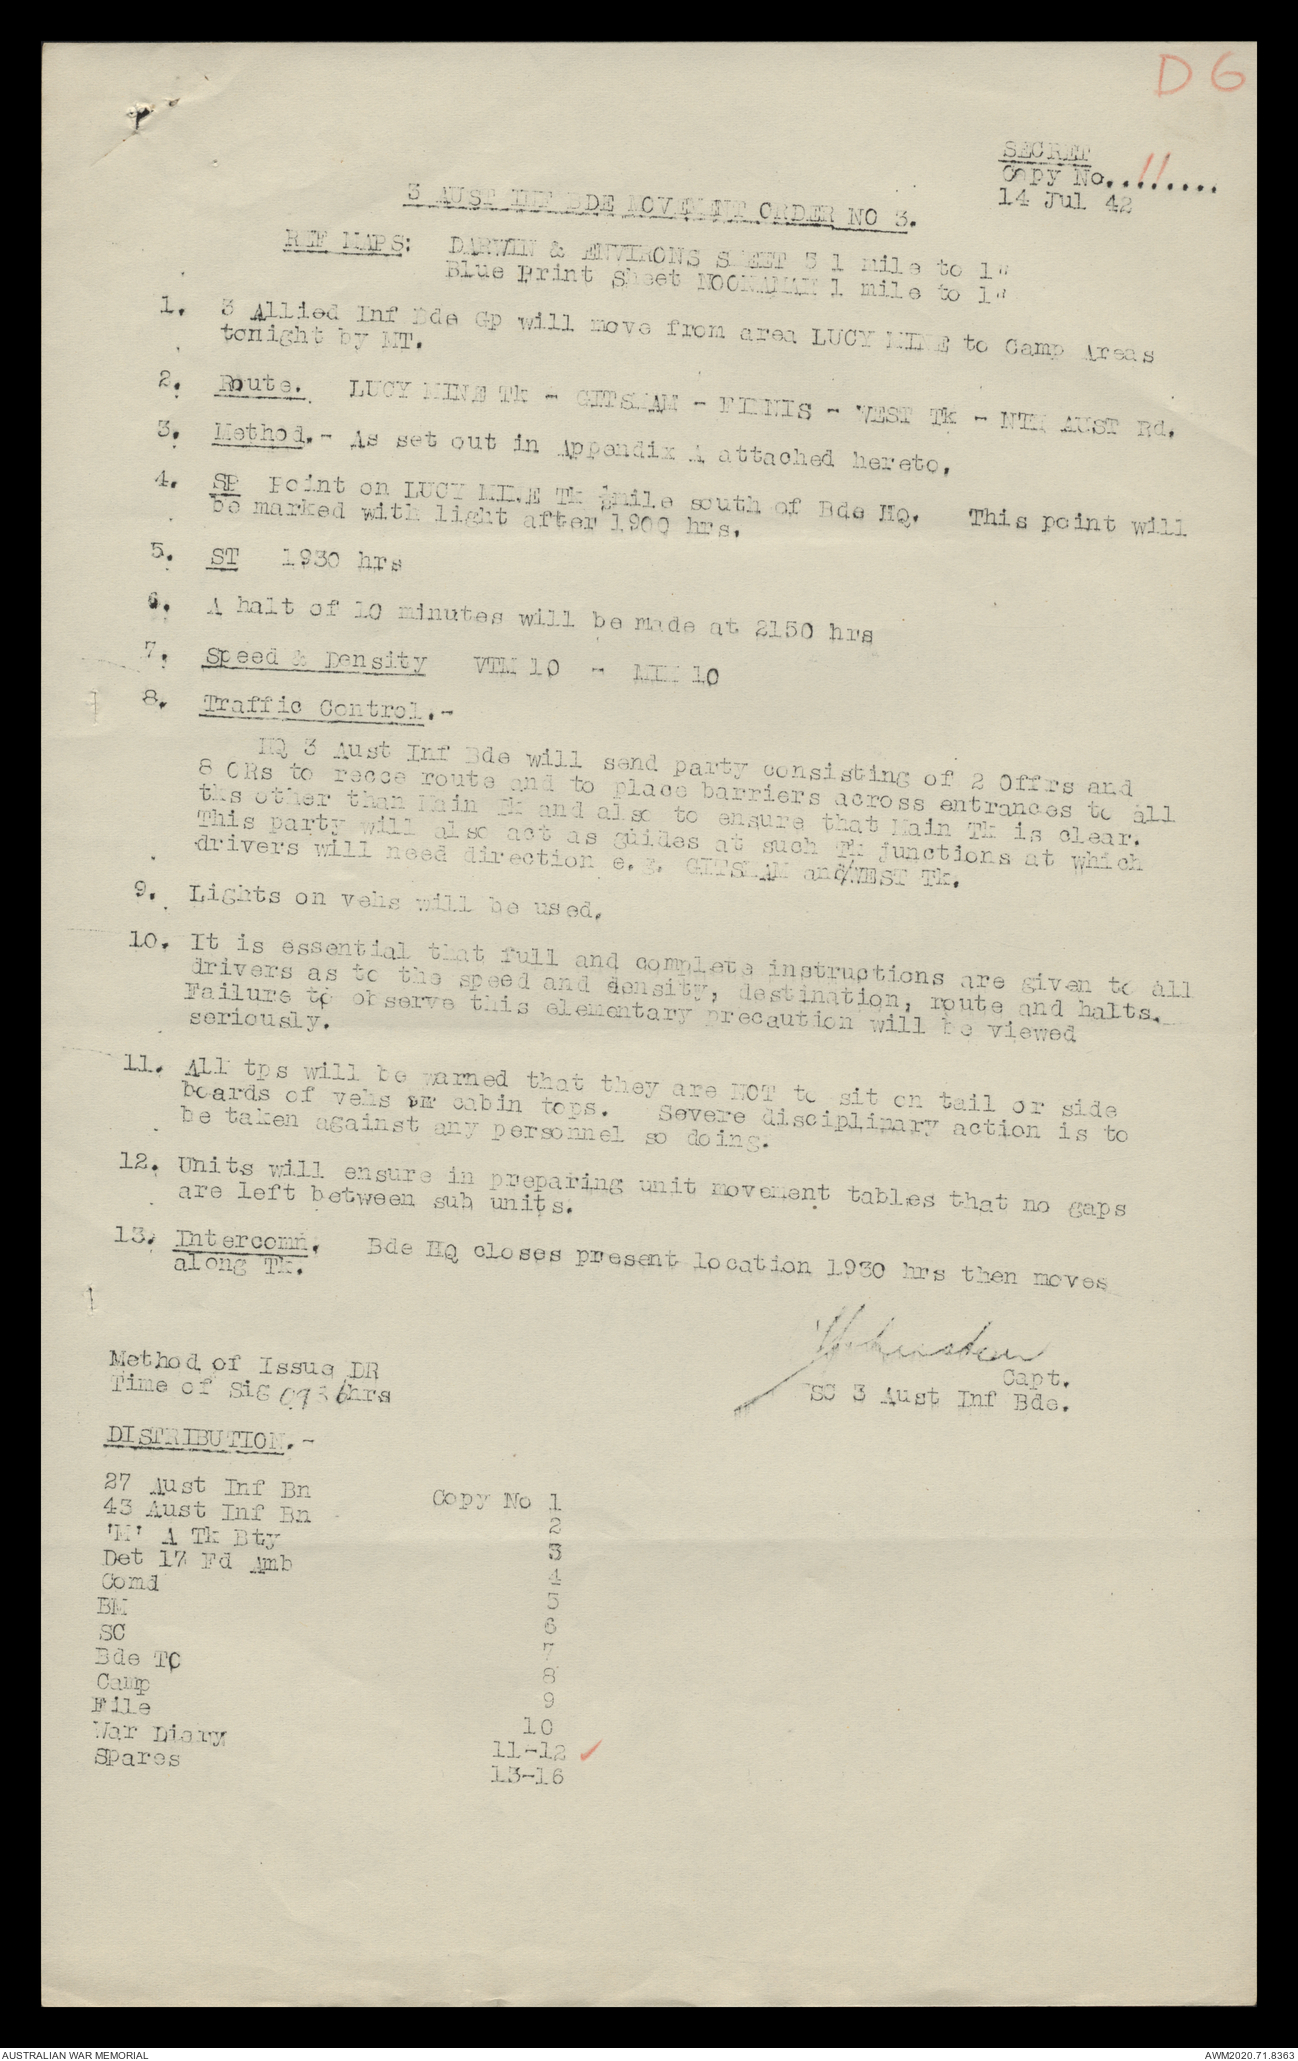 D 6
SECRET
Copy No. 11 ........
14 Jul 42
3 AUST INF BDE MOVEMENT ORDER NO 3.
REF MAPS: DARWIN & ENVIRONS SHEET 3 1 mile to 1"
Blue Print Sheet NOONAMAH 1 mile to 1"
1. 3 Allied Inf Bde Gp will move from area LUCY MINE to Camp Areas
tonight by MT.
2. Route. LUCY MINE Tk - GITSHAM - FINNIS - WEST Tk - NTH AUST Rd.
3. Method.- As set out in Appendix A attached hereto.
4. SP Point on LUCY MINE Tk ½mile south of Bde HQ. This point will
be marked with light after 1900 hrs.
5. ST 1930 hrs
6. A halt of 10 minutes will be made at 2150 hrs
7. Speed & Density VTM 10 - MIH 10
8. Traffic Control.-
HQ 3 Aust Inf Bde will send party consisting of 2 Offrs and
8 ORs to recce route and to place barriers across entrances to all
tks other than Main Tk and also to ensure that Main Tk is clear.
This party will also act as guides at such Tk junctions at which
drivers will need direction e.g. GITSHAM and/WEST Tk.
9. Lights on vehs will be used.
10. It is essential that full and complete instructions are given to all
drivers as to the speed and density, destination, route and halts.
Failure to observe this elementary precaution will be viewed
seriously.
11. All tps will be warned that they are NOT to sit on tail or side
boards of vehs or cabin tops. Severe disciplinary action is to
be taken against any personnel so doing.
12. Units will ensure in preparing unit movement tables that no gaps
are left between sub units.
13. Intercomn. Bde HQ closes present location 1930 hrs then moves
along Tk.
Capt.
SC 3 Aust Inf Bde.
Method of Issue DR
Time of Sig 0936 hrs
DISTRIBUTION.-
27 Aust Inf Bn Copy No 1
43 Aust Inf Bn 2
'M' A Tk Bty 3
Det 17 Fd Amb 4
Comd 5
BM 6
SC 7
Bde TO 8
Camp 9
File 10
War Diary 11-12 ✓
Spares 13-16
AUSTRALIAN WAR MEMORIAL
AWM2020.71.8363